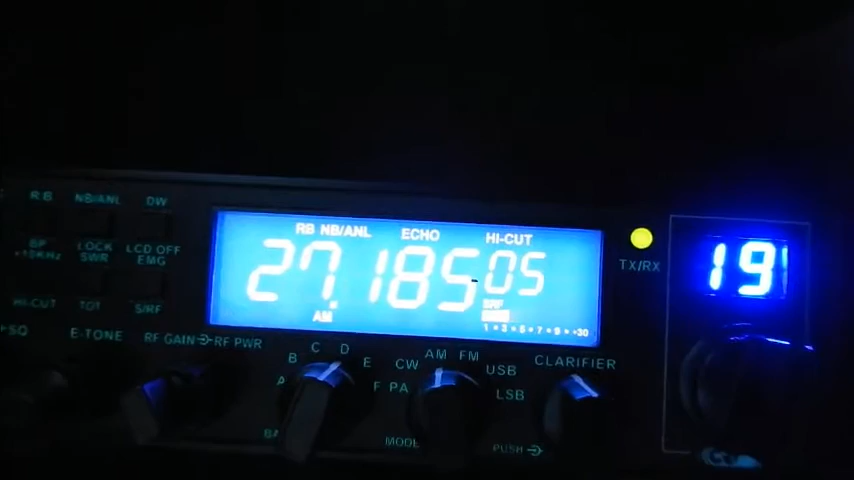 RB NB/ANL DW
BP +10KHz LOCK SWR LCD OFF EMG
HI-CUT TOT S/RF
SQ E-TONE RF GAIN RF PWR
RB NB/ANL ECHO HI-CUT
27.185 05
AM SRF
1 3 5 7 9 +30
TX/RX
19
A B C D E F
PA CW AM FM USB LSB
CLARIFIER
MODE PUSH